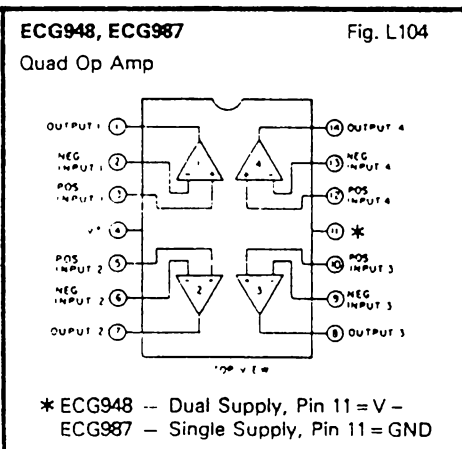 ECG948, ECG987 Fig. L104
Quad Op Amp
OUTPUT 1 1 14 OUTPUT 4
NEG INPUT 1 2 13 NEG INPUT 4
1 4
POS INPUT 1 3 12 POS INPUT 4
V+ 4 11 *
POS INPUT 2 5 10 POS INPUT 3
NEG INPUT 2 6 9 NEG INPUT 3
2 3
OUPUT 2 7 8 OUTPUT 3
TOP VIEW
* ECG948 -- Dual Supply, Pin 11 = V –
ECG987 – Single Supply, Pin 11 = GND